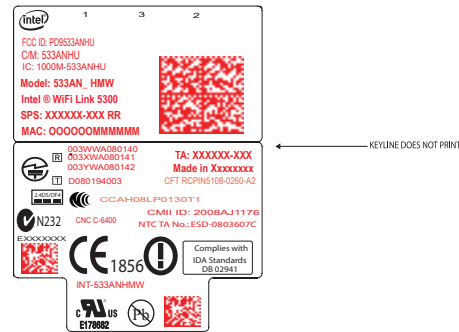 intel
1 3 2
FCC ID: PD9533ANHU
C/M: 533ANHU
IC: 1000M-533ANHU
Model: 533AN_ HMW
Intel ® WiFi Link 5300
SPS: XXXXXX-XXX RR
MAC: OOOOOOMMMMMM
KEYLINE DOES NOT PRINT
R
003WWA080140
003XWA080141
003YWA080142
T D080194003
TA: XXXXXX-XXX
Made in Xxxxxxxx
CFT RCPIN5108-0260-A2
2.4DS/OF4
CCAH08LP0130T1
CMII ID: 2008AJ1176
N232
CNC C-6400
NTC TA No.: ESD-0803607C
EXXXXXXX
CE 1856
Complies with
IDA Standards
DB 02941
INT-533ANHMW
c US
E178682
Pb